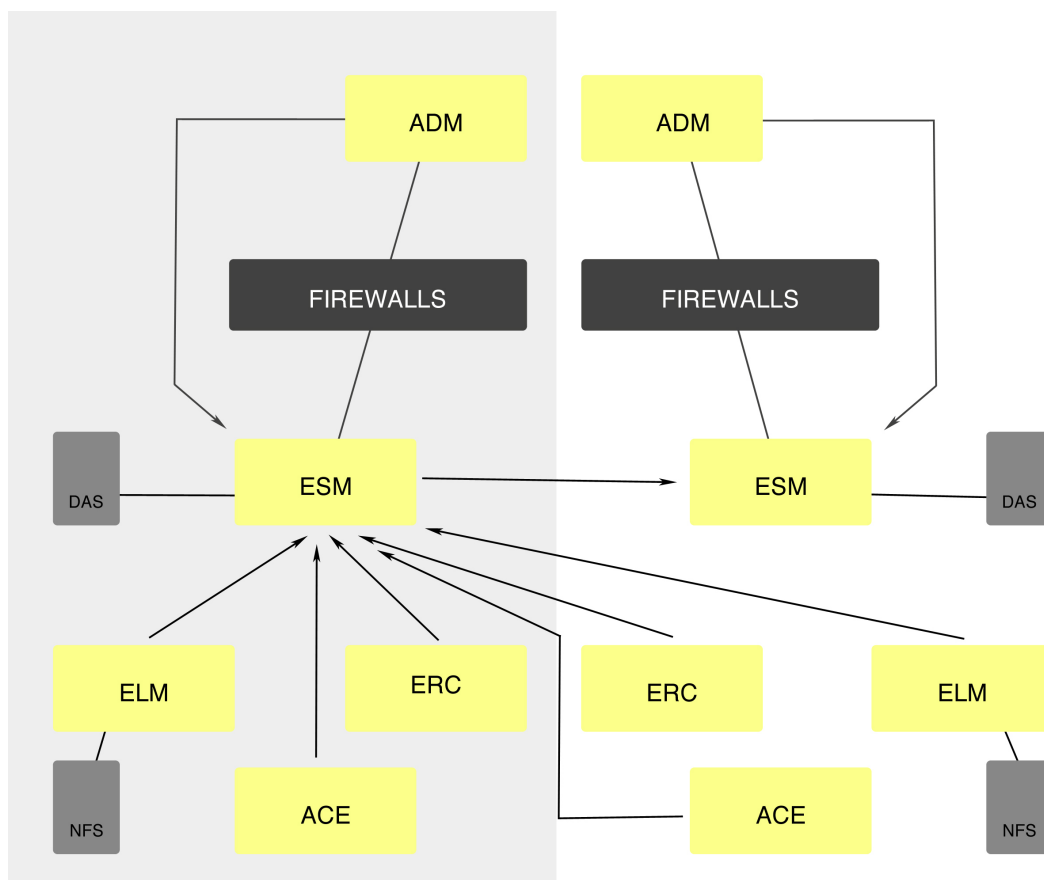 ADM
ADM
FIREWALLS
FIREWALLS
ESM
ESM
DAS
DAS
ELM
ERC
ERC
ELM
ACE
ACE
NFS
NFS